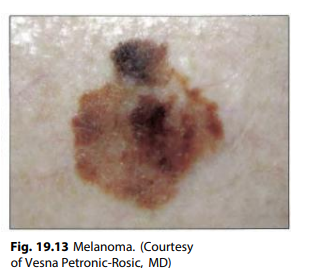 Fig. 19.13 Melanoma. (Courtesy
of Vesna Petronic-Rosic, MD)